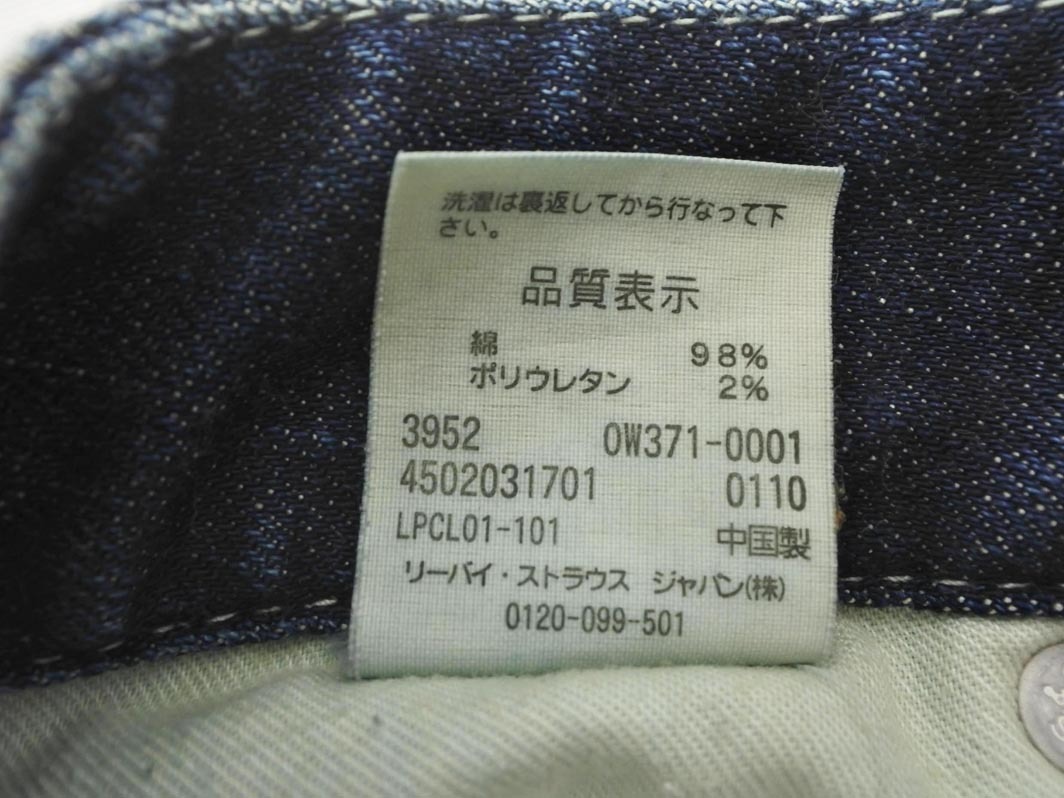 洗濯は裏返してから行なって下
さい。
品質表示
綿 98%
ポリウレタン 2%
3952 0W371-0001
4502031701 0110
LPCL01-101 中国製
リーバイ・ストラウス ジャパン(株)
0120-099-501